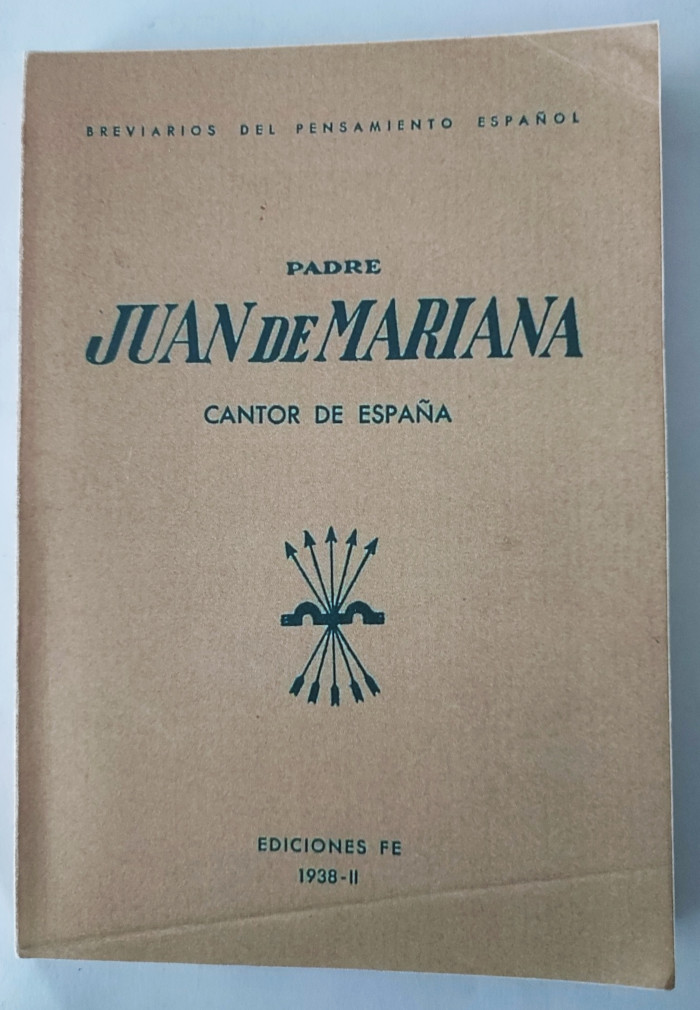 BREVIARIOS DEL PENSAMIENTO ESPAÑOL
PADRE
JUAN DE MARIANA
CANTOR DE ESPAÑA
EDICIONES FE
1938-II